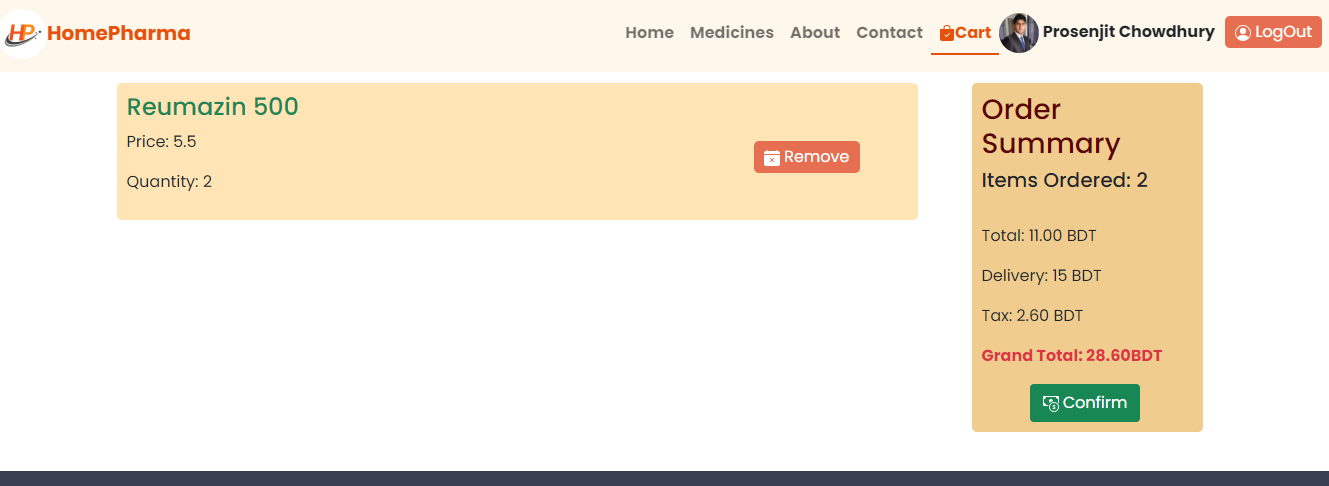 HP HomePharma Home Medicines About Contact Cart Prosenjit Chowdhury LogOut
Reumazin 500
Price: 5.5
Quantity: 2
Remove
Order
Summary
Items Ordered: 2
Total: 11.00 BDT
Delivery: 15 BDT
Tax: 2.60 BDT
Grand Total: 28.60BDT
Confirm